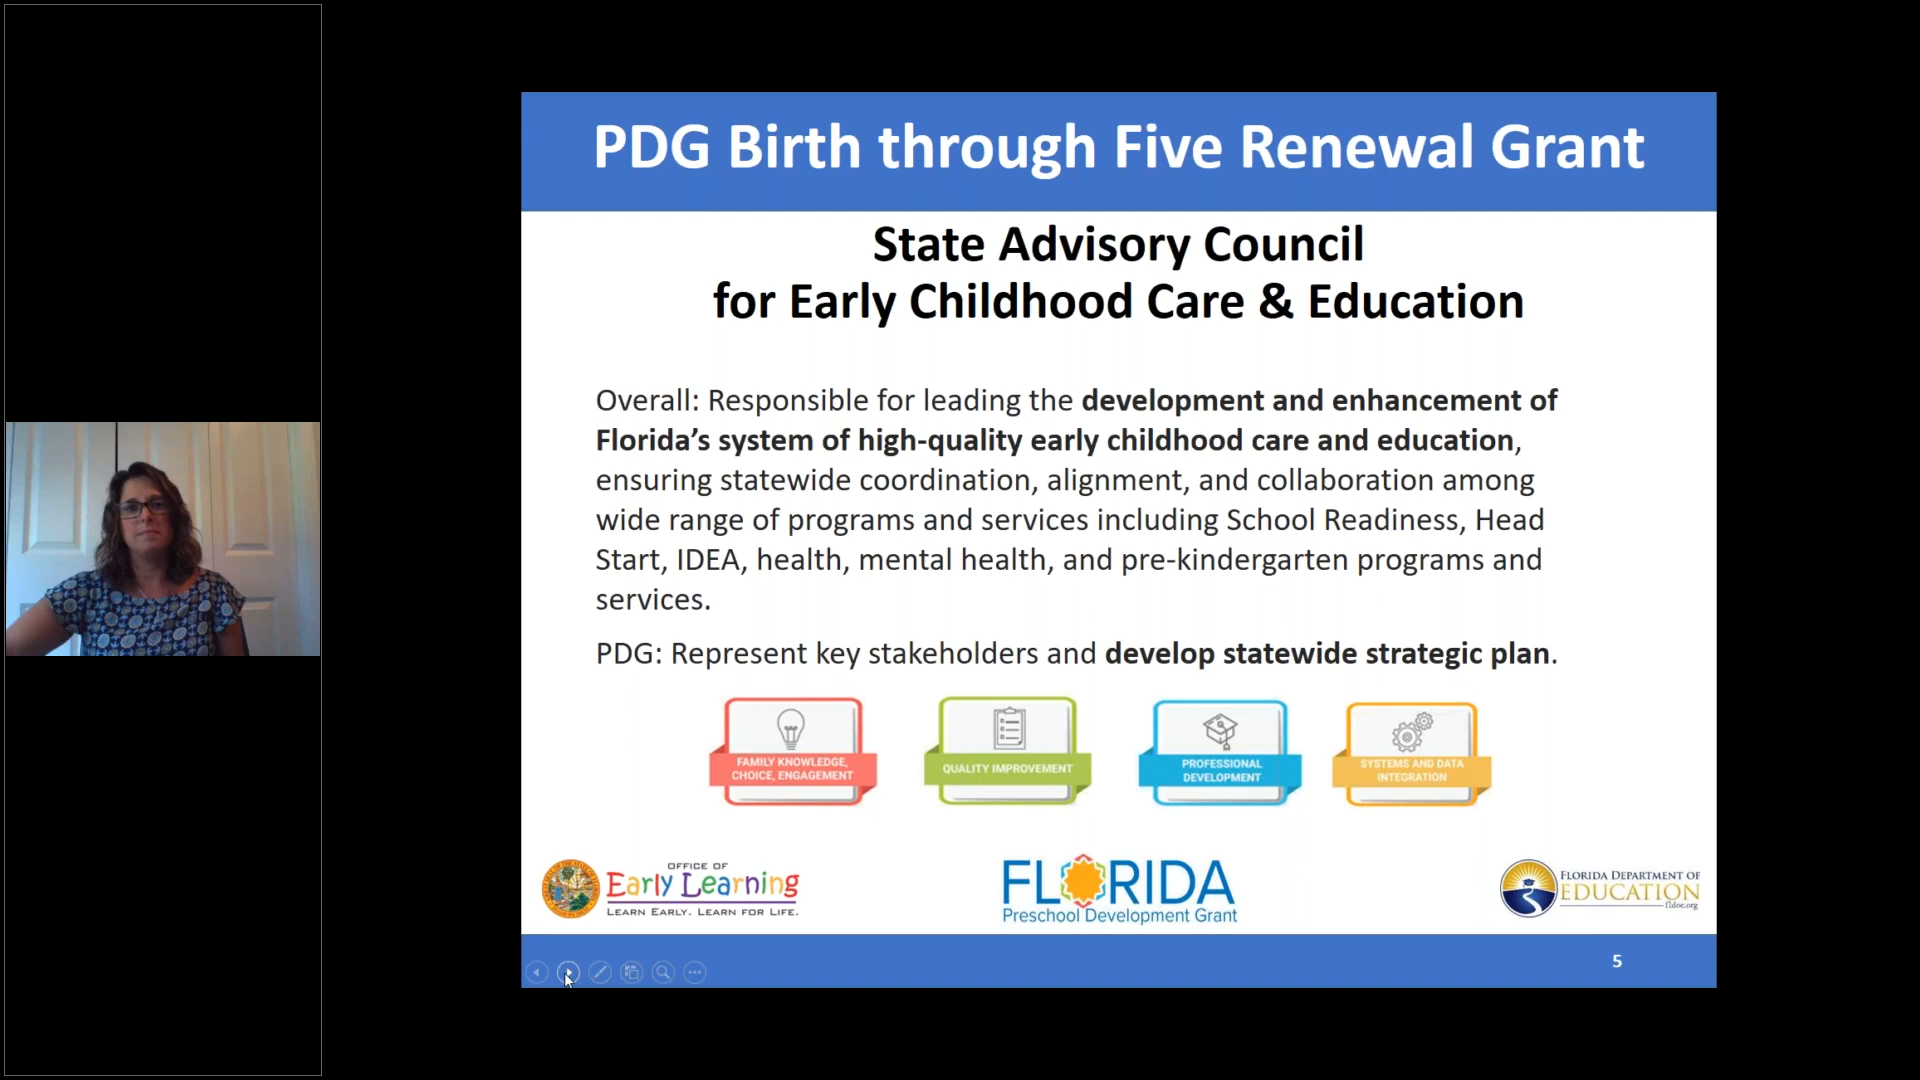 PDG Birth through Five Renewal Grant
State Advisory Council
for Early Childhood Care & Education
Overall: Responsible for leading the development and enhancement of
Florida’s system of high-quality early childhood care and education,
ensuring statewide coordination, alignment, and collaboration among
wide range of programs and services including School Readiness, Head
Start, IDEA, health, mental health, and pre-kindergarten programs and
services.
PDG: Represent key stakeholders and develop statewide strategic plan.
FAMILY KNOWLEDGE,
CHOICE, ENGAGEMENT
QUALITY IMPROVEMENT
PROFESSIONAL
DEVELOPMENT
SYSTEMS AND DATA
INTEGRATION
OFFICE OF
Early Learning
LEARN EARLY. LEARN FOR LIFE.
FLORIDA
Preschool Development Grant
FLORIDA DEPARTMENT OF
EDUCATION
fldoe.org
5